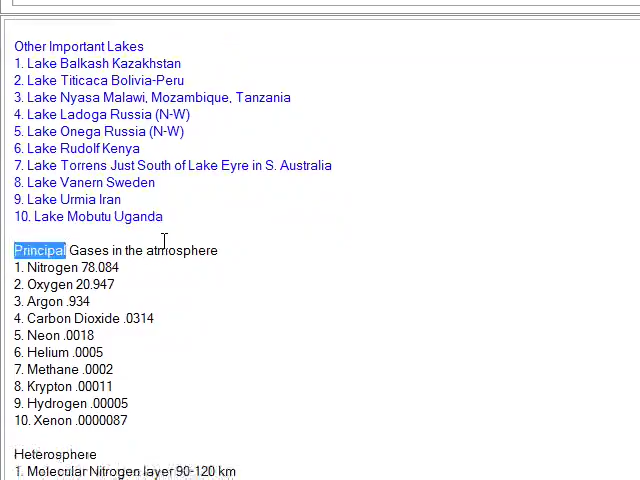 Other Important Lakes
1. Lake Balkash Kazakhstan
2. Lake Titicaca Bolivia-Peru
3. Lake Nyasa Malawi, Mozambique, Tanzania
4. Lake Ladoga Russia (N-W)
5. Lake Onega Russia (N-W)
6. Lake Rudolf Kenya
7. Lake Torrens Just South of Lake Eyre in S. Australia
8. Lake Vanern Sweden
9. Lake Urmia Iran
10. Lake Mobutu Uganda
Principal Gases in the atmosphere
1. Nitrogen 78.084
2. Oxygen 20.947
3. Argon .934
4. Carbon Dioxide .0314
5. Neon .0018
6. Helium .0005
7. Methane .0002
8. Krypton .00011
9. Hydrogen .00005
10. Xenon .0000087
Heterosphere
1. Molecular Nitrogen layer 90-120 km